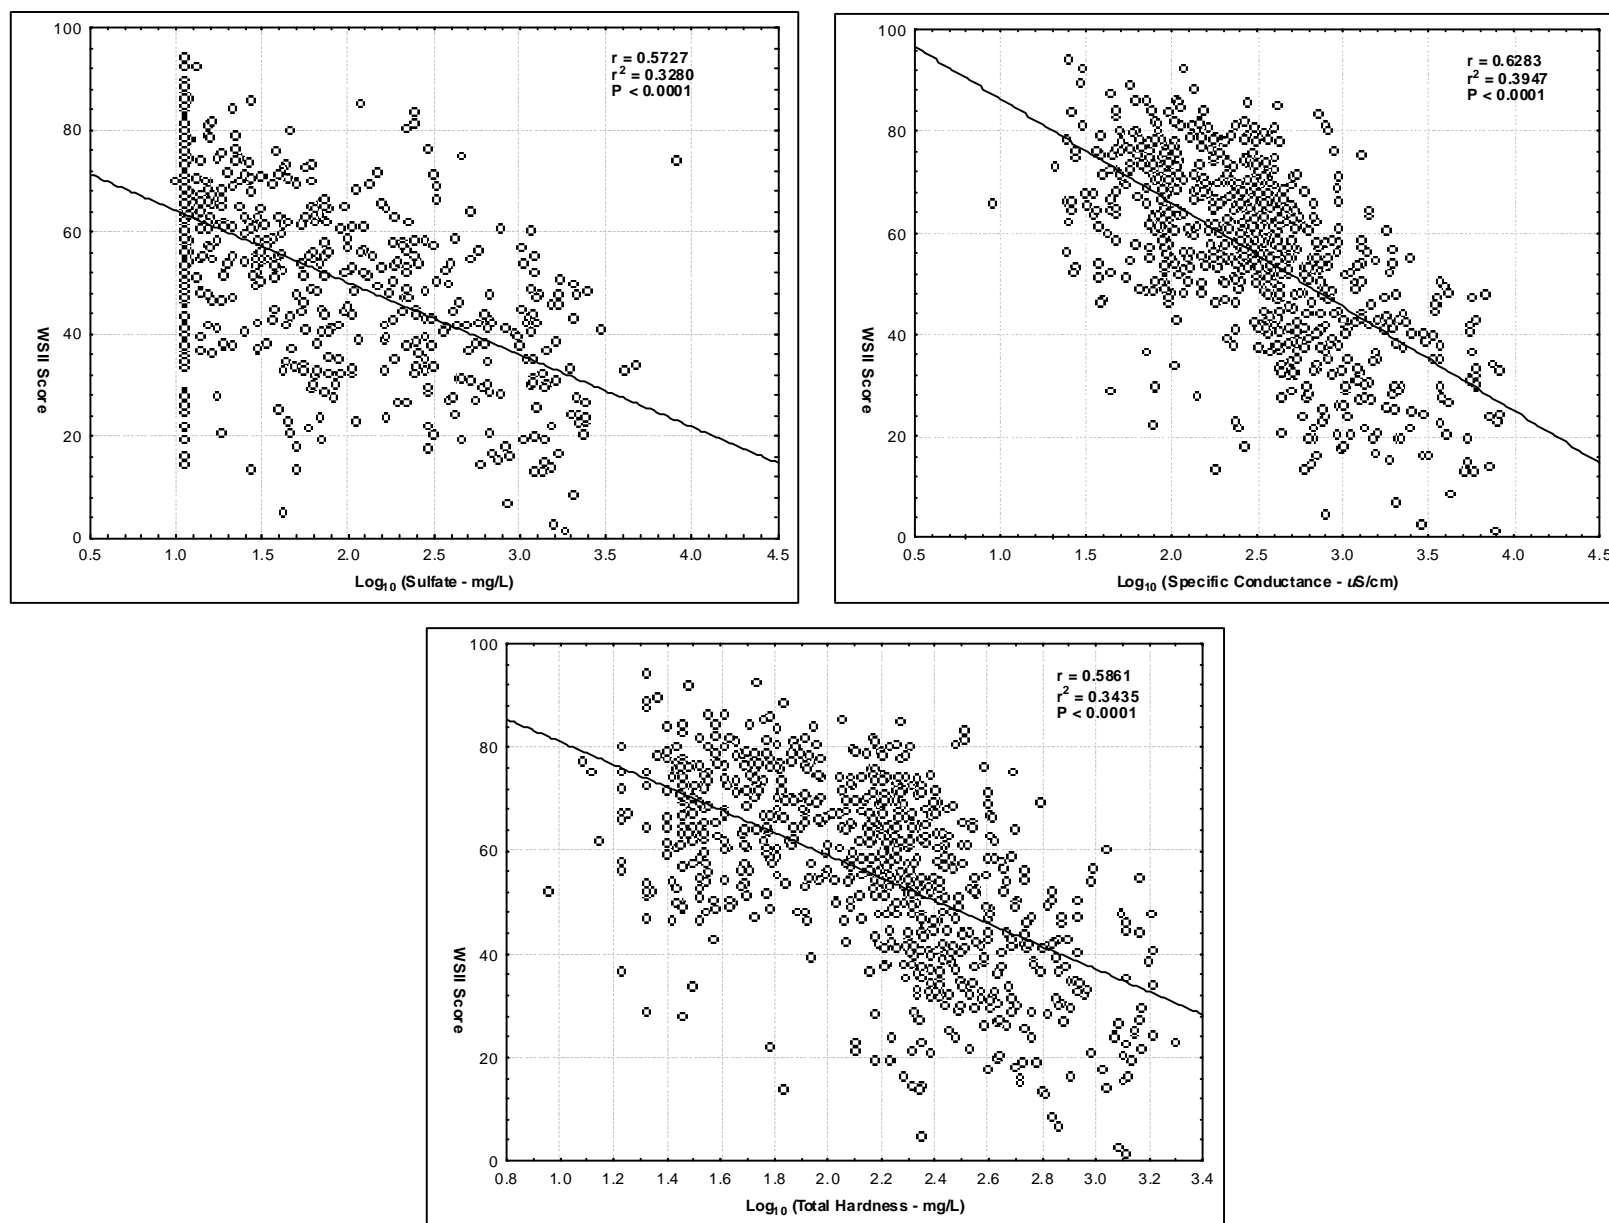 100
80
60
40
20
0
WSII Score
r = 0.5727
r² = 0.3280
P < 0.0001
0.5 1.0 1.5 2.0 2.5 3.0 3.5 4.0 4.5
Log₁₀ (Sulfate - mg/L)
100
80
60
40
20
0
WSII Score
r = 0.6283
r² = 0.3947
P < 0.0001
0.5 1.0 1.5 2.0 2.5 3.0 3.5 4.0 4.5
Log₁₀ (Specific Conductance - uS/cm)
100
80
60
40
20
0
WSII Score
r = 0.5861
r² = 0.3435
P < 0.0001
0.8 1.0 1.2 1.4 1.6 1.8 2.0 2.2 2.4 2.6 2.8 3.0 3.2 3.4
Log₁₀ (Total Hardness - mg/L)